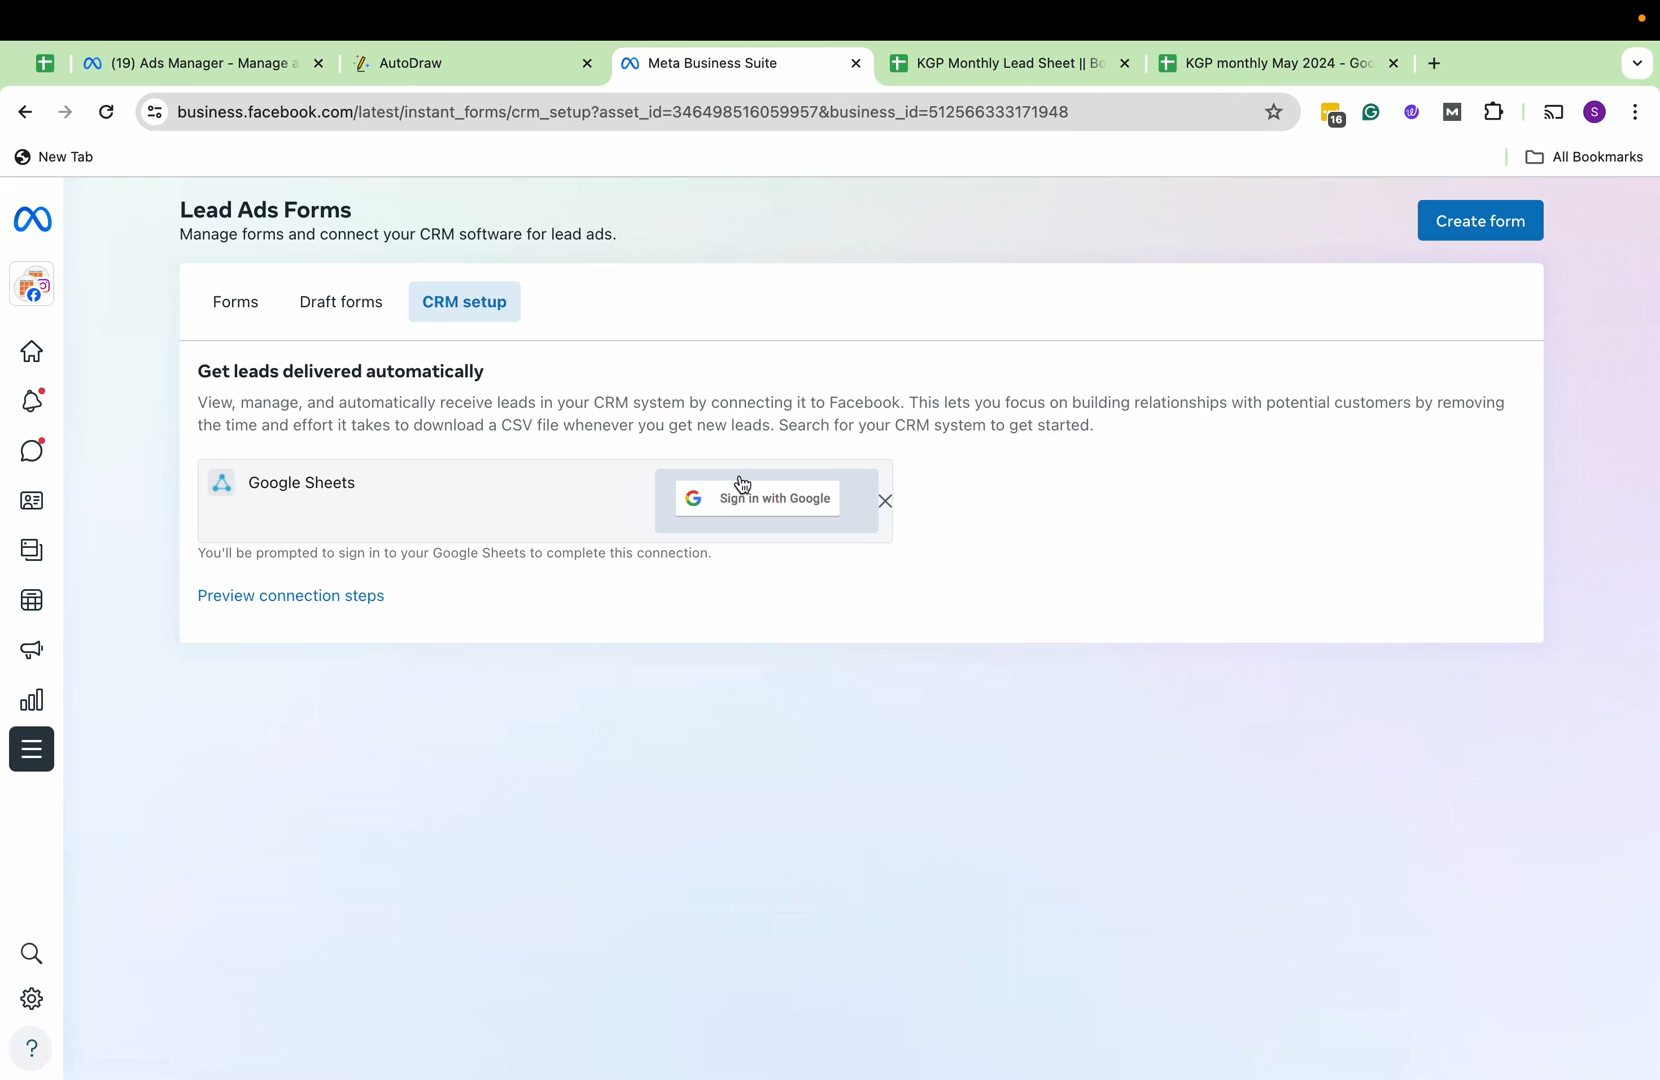 (19) Ads Manager - Manage a
AutoDraw
Meta Business Suite
KGP Monthly Lead Sheet || Bo
KGP monthly May 2024 - Goo
business.facebook.com/latest/instant_forms/crm_setup?asset_id=346498516059957&business_id=512566333171948
16
M
S
New Tab
All Bookmarks
Lead Ads Forms
Manage forms and connect your CRM software for lead ads.
Create form
Forms
Draft forms
CRM setup
Get leads delivered automatically
View, manage, and automatically receive leads in your CRM system by connecting it to Facebook. This lets you focus on building relationships with potential customers by removing
the time and effort it takes to download a CSV file whenever you get new leads. Search for your CRM system to get started.
Google Sheets
Sign in with Google
You'll be prompted to sign in to your Google Sheets to complete this connection.
Preview connection steps
?